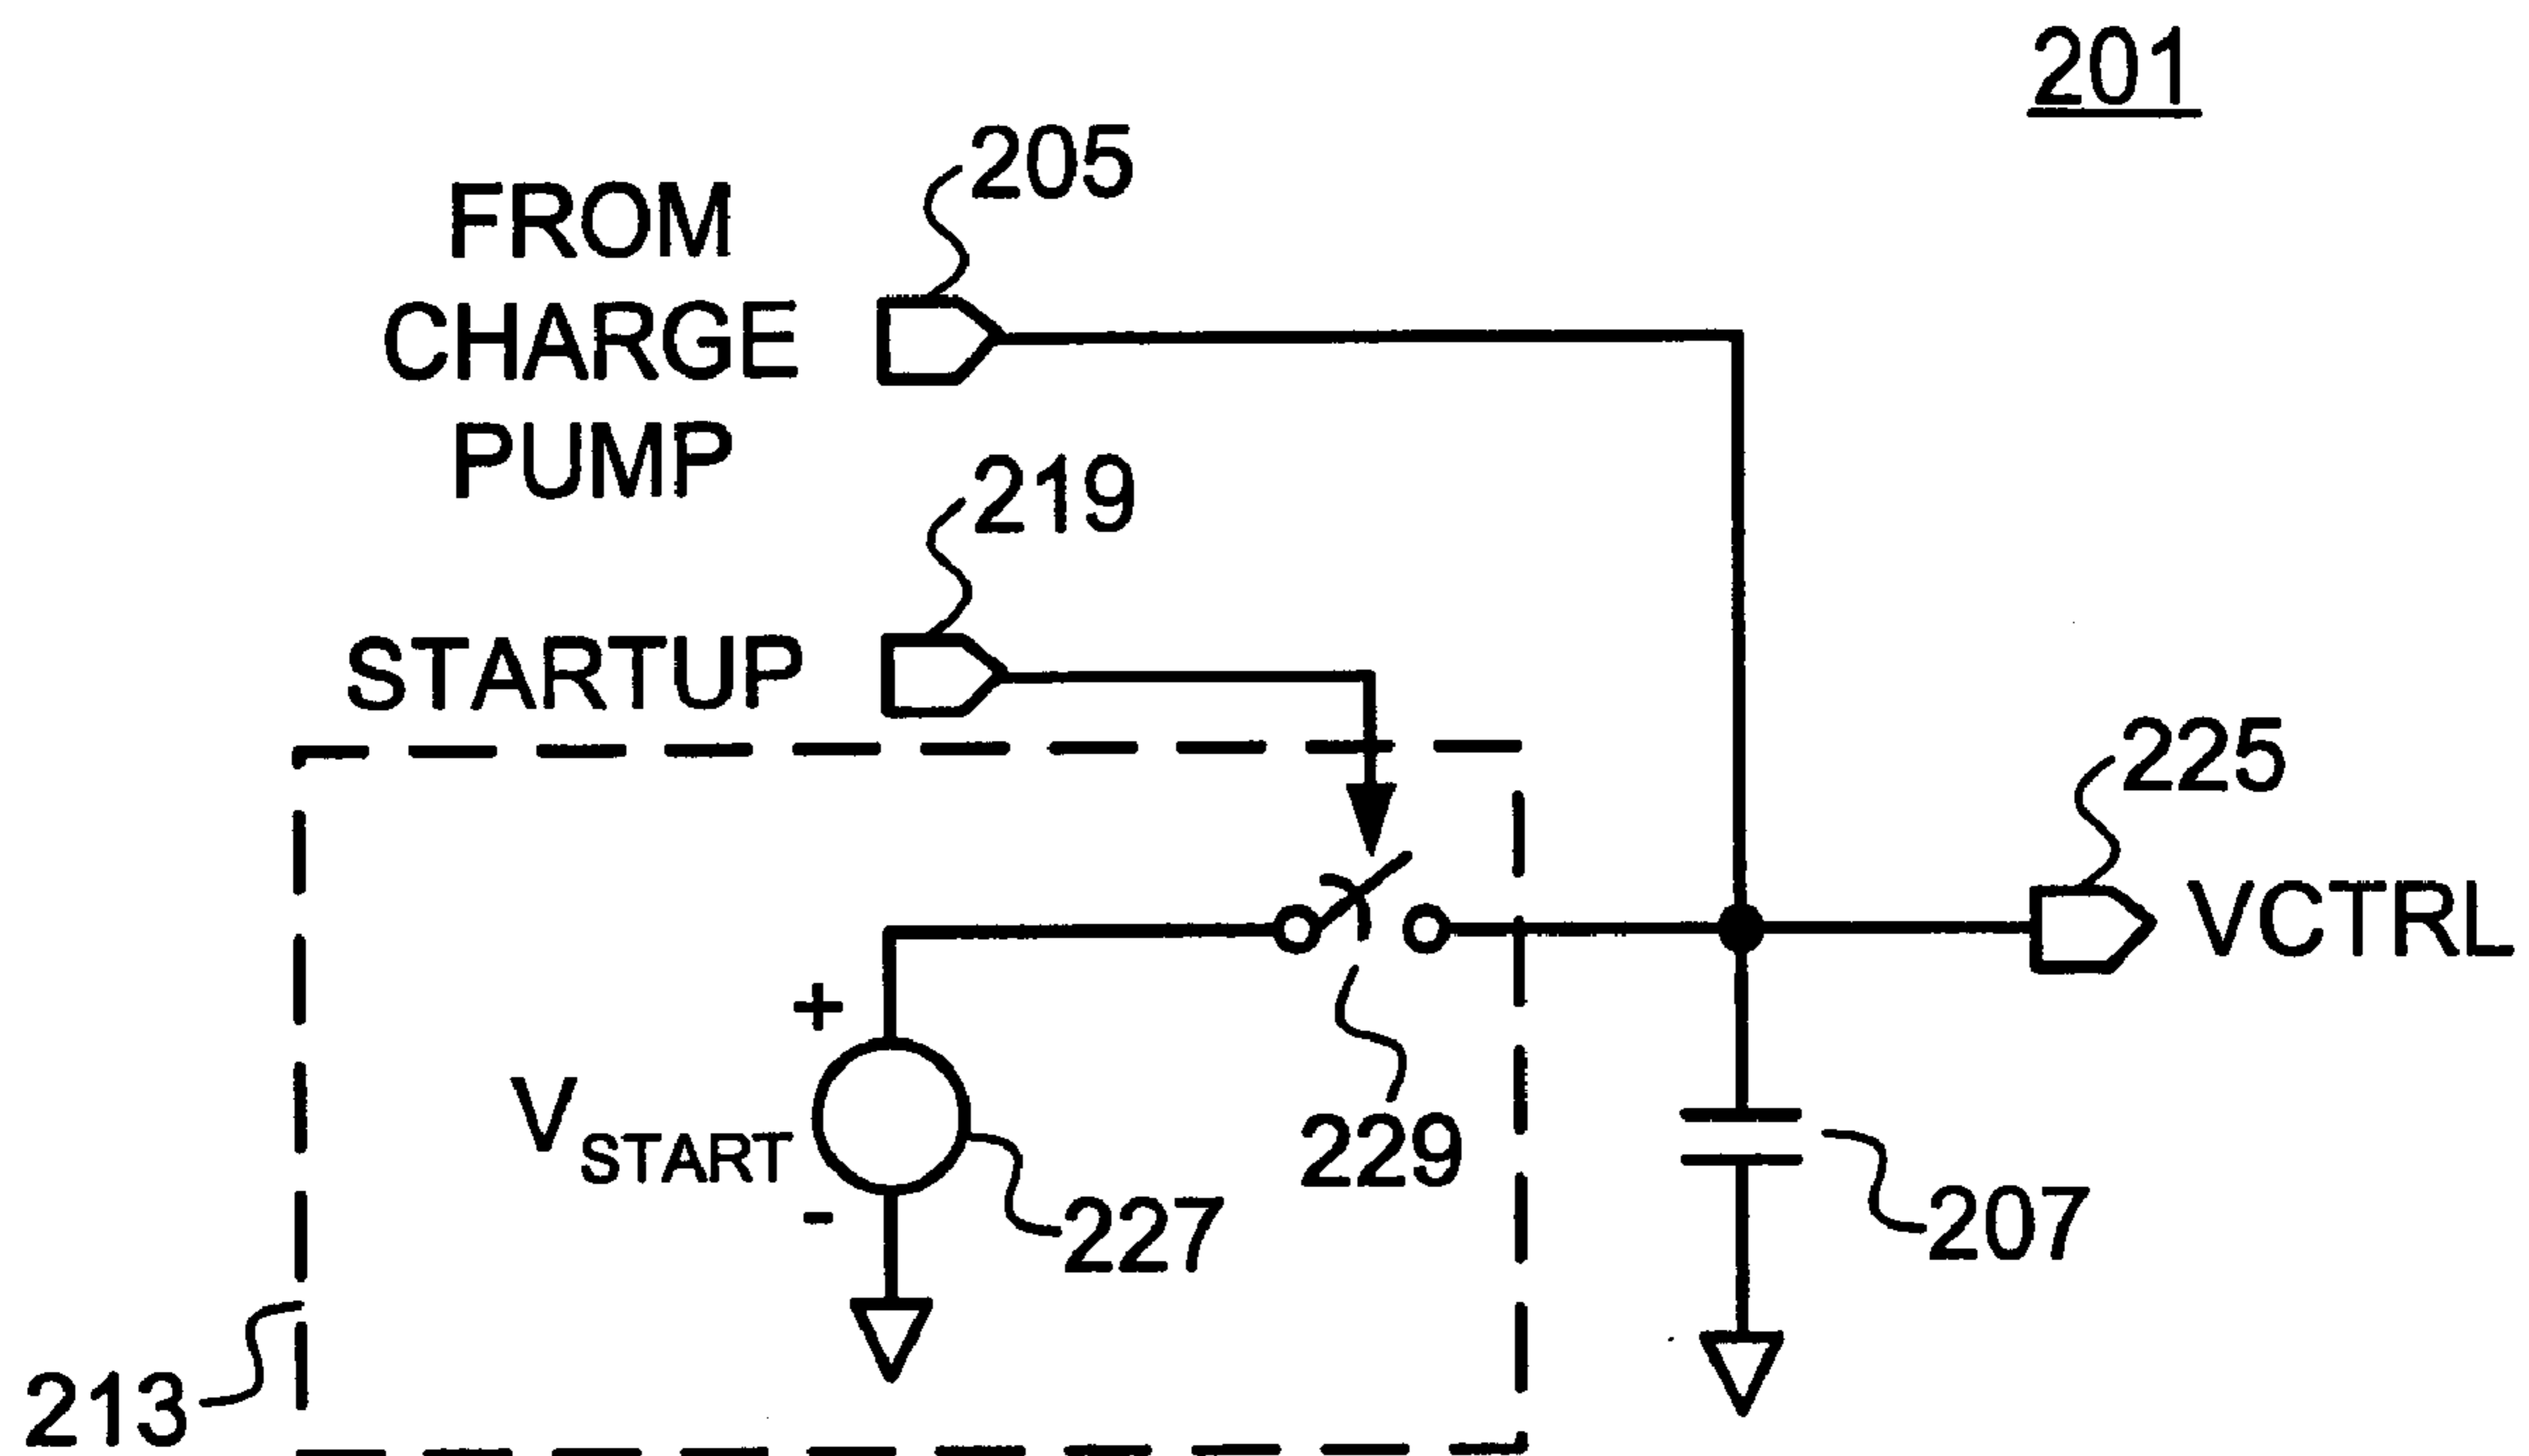 201
205
FROM
CHARGE
PUMP
219
STARTUP
225
VCTRL
+
VSTART
-
229
227
207
213